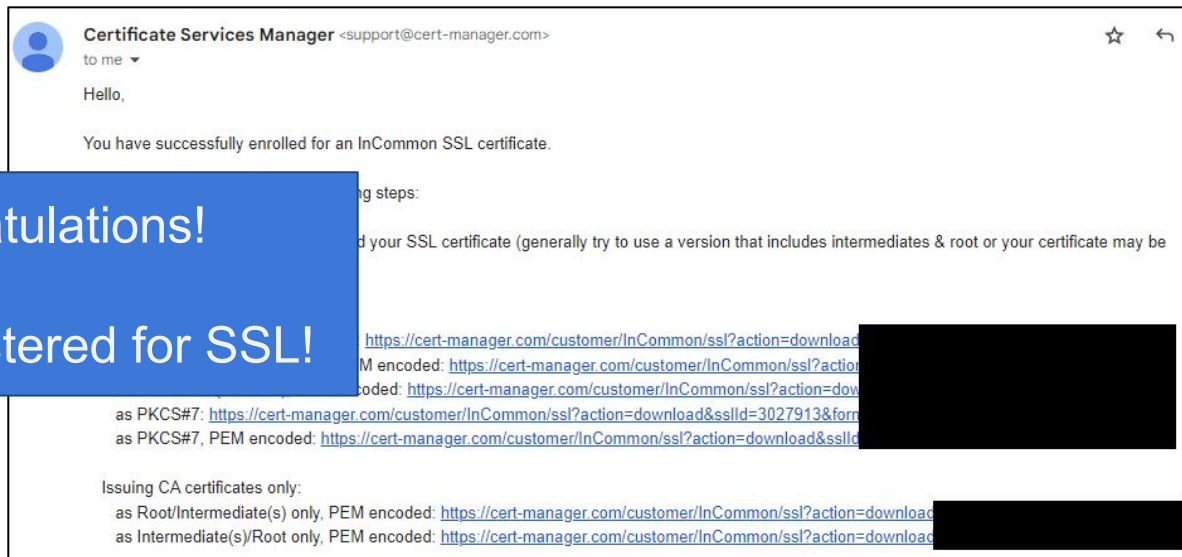 Certificate Services Manager <support@cert-manager.com>
to me
Hello,
You have successfully enrolled for an InCommon SSL certificate.
steps:
your SSL certificate (generally try to use a version that includes intermediates & root or your certificate may be
tulations!
tered for SSL!
https://cert-manager.com/customer/InCommon/ssl?action=download
M encoded: https://cert-manager.com/customer/InCommon/ssl?action
coded: https://cert-manager.com/customer/InCommon/ssl?action=dow
as PKCS#7: https://cert-manager.com/customer/InCommon/ssl?action=download&sslId=3027913&form
as PKCS#7, PEM encoded: https://cert-manager.com/customer/InCommon/ssl?action=download&sslId
Issuing CA certificates only:
as Root/Intermediate(s) only, PEM encoded: https://cert-manager.com/customer/InCommon/ssl?action=download
as Intermediate(s)/Root only, PEM encoded: https://cert-manager.com/customer/InCommon/ssl?action=download